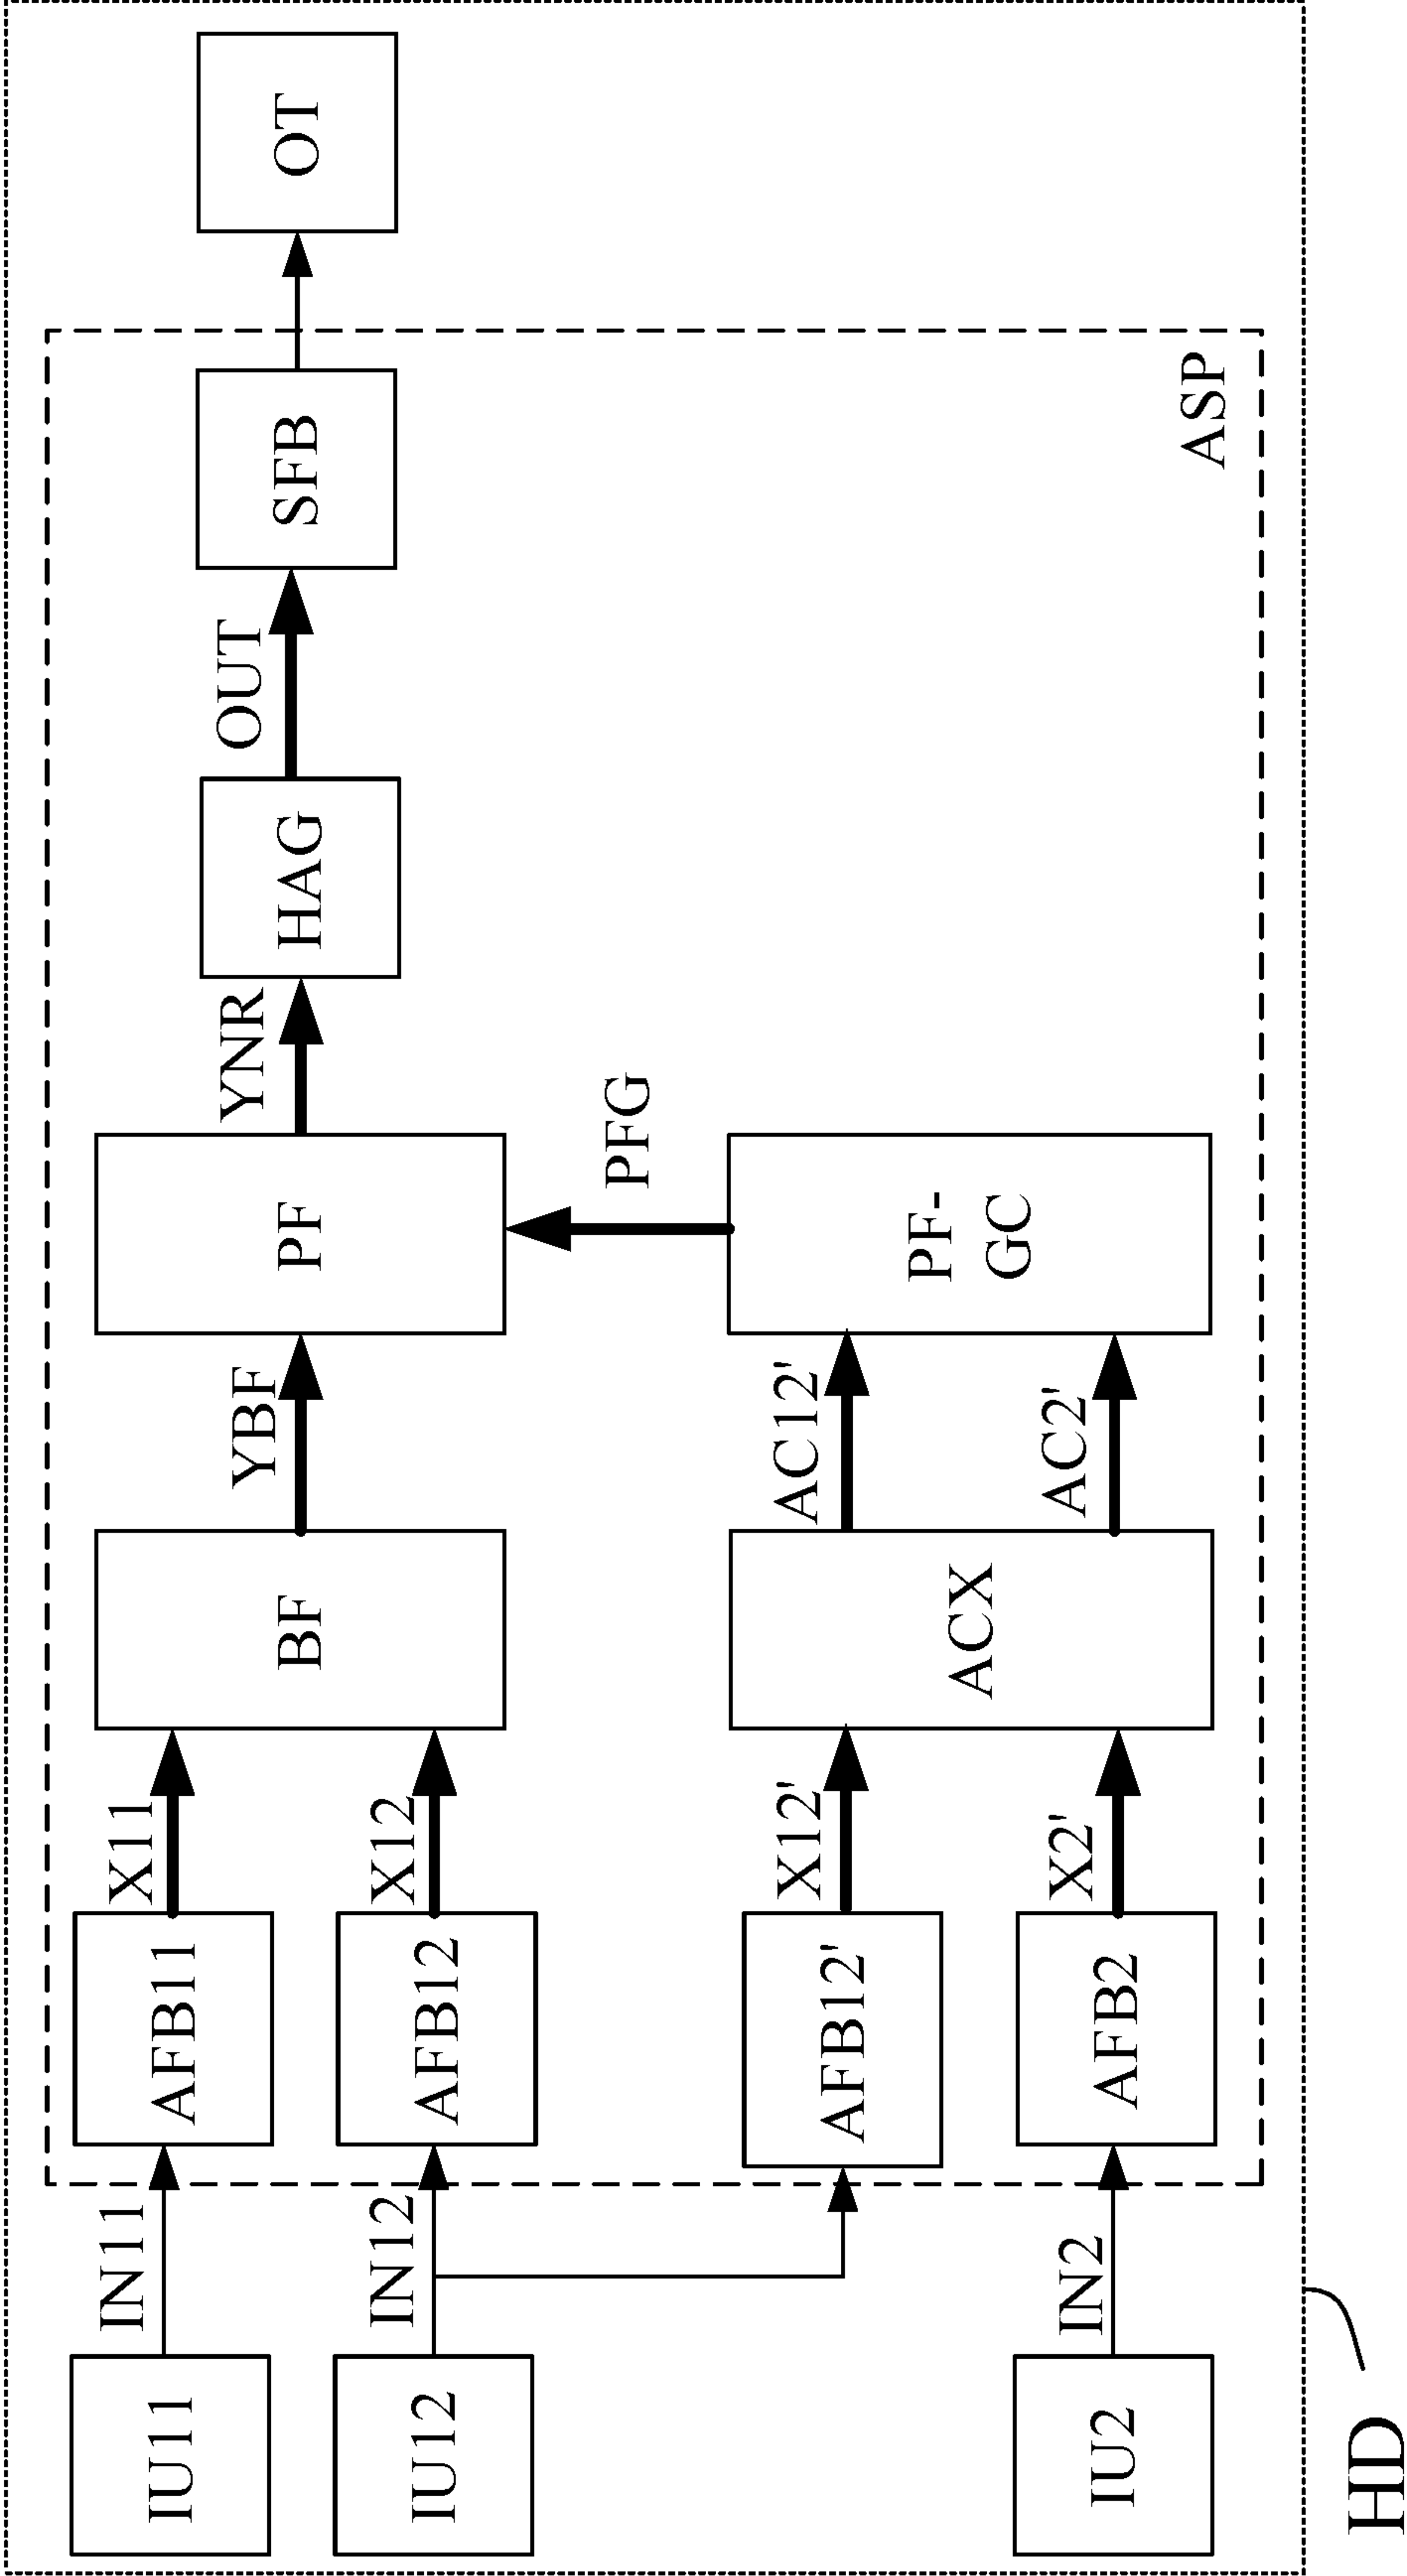 IU11
IN11
AFB11
X11
BF
YBF
PF
YNR
HAG
OUT
SFB
OT
IU12
IN12
AFB12
X12
PFG
AFB12'
X12'
ACX
AC12'
PF-
GC
IU2
IN2
AFB2
X2'
AC2'
ASP
HD